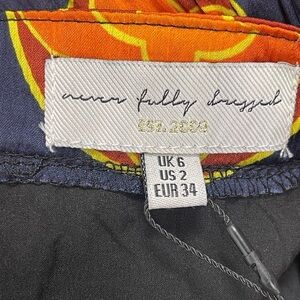 never fully dressed
EST. 2009
UK 6
US 2
EUR 34